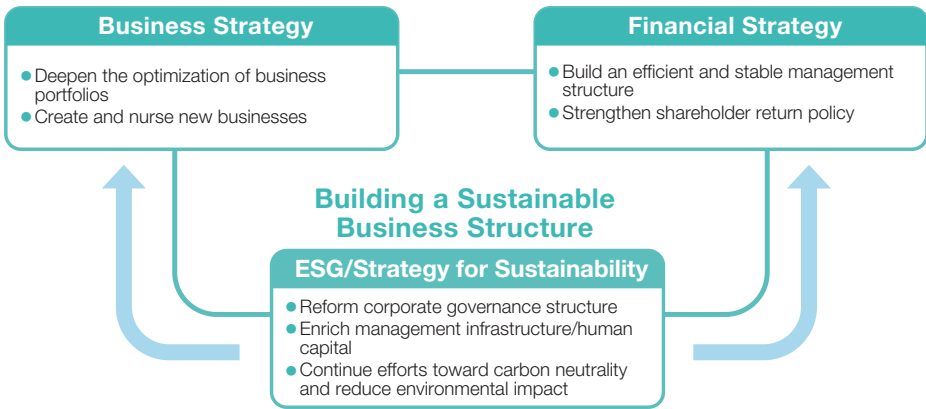 Business Strategy
● Deepen the optimization of business
portfolios
● Create and nurse new businesses
Financial Strategy
● Build an efficient and stable management
structure
● Strengthen shareholder return policy
Building a Sustainable
Business Structure
ESG/Strategy for Sustainability
● Reform corporate governance structure
● Enrich management infrastructure/human
capital
● Continue efforts toward carbon neutrality
and reduce environmental impact